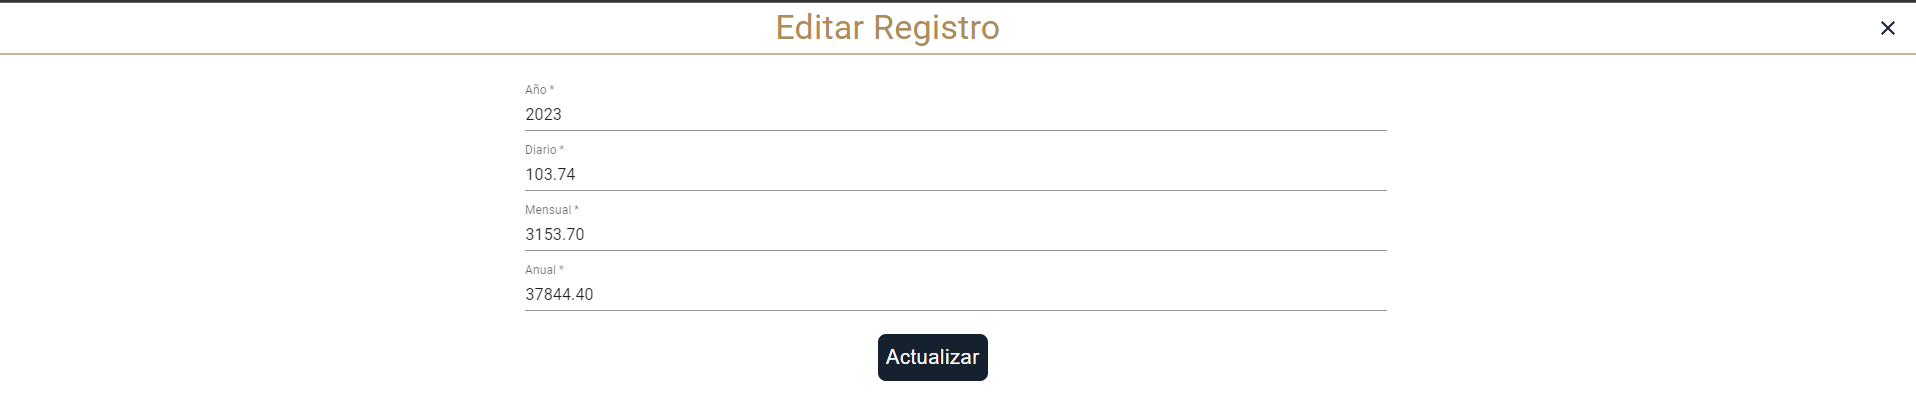 Editar Registro
Año *
2023
Diario *
103.74
Mensual *
3153.70
Anual *
37844.40
Actualizar